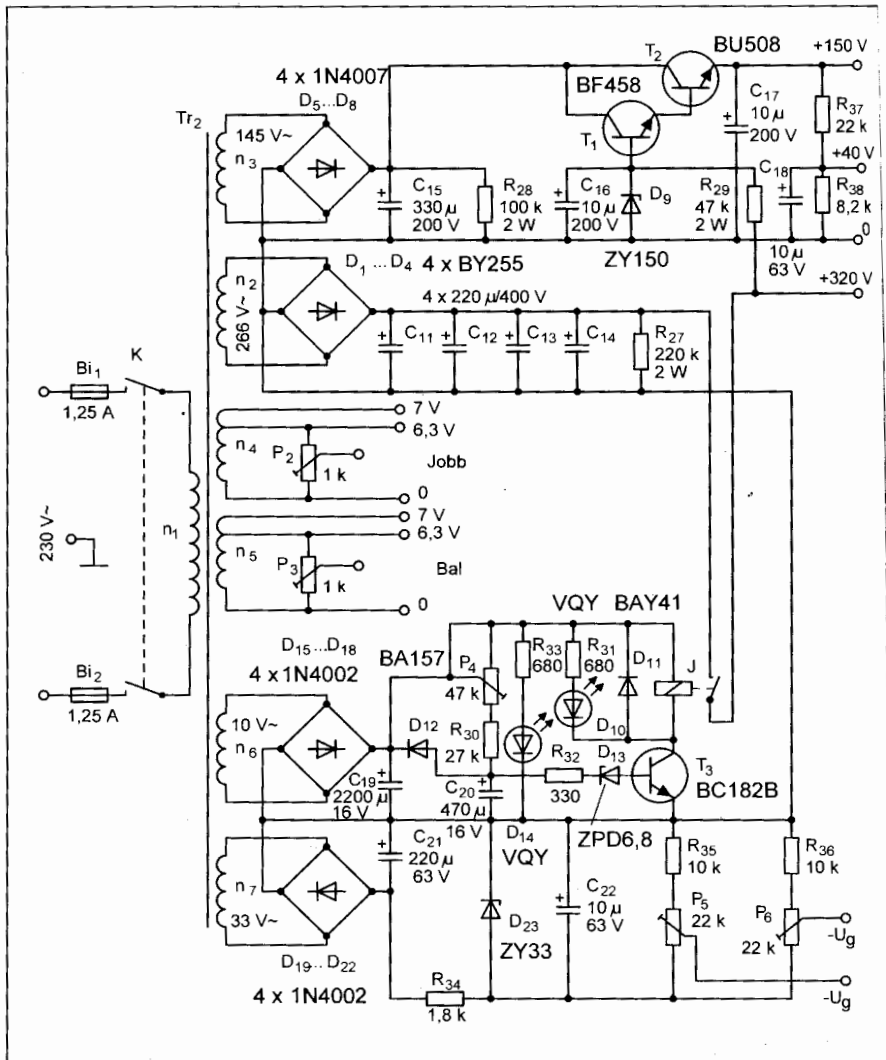 BU508
+150 V
4 x 1N4007
D5...D8
T2
BF458
C17
10 µ
200 V
R37
22 k
Tr2
145 V~
n3
T1
C18
+40 V
C15
330 µ
200 V
R28
100 k
2 W
C16
10 µ
200 V
D9
R29
47 k
2 W
R38
8,2 k
0
ZY150
10 µ
63 V
D1 ...D4
4 x BY255
+320 V
n2
266 V~
4 x 220 µ/400 V
C11
C12
C13
C14
R27
220 k
2 W
Bi1
1,25 A
K
7 V
6,3 V
n4
P2
1 k
Jobb
0
230 V~
n1
7 V
6,3 V
n5
P3
1 k
Bal
0
D15...D18
4 x 1N4002
BA157
VQY
BAY41
R33
680
R31
680
D11
J
P4
47 k
Bi2
1,25 A
10 V~
n6
D12
R30
27 k
D10
R32
330
D13
T3
BC182B
C19
2200 µ
16 V
C20
470 µ
16 V
D14
VQY
ZPD6,8
C21
220 µ
63 V
R35
10 k
R36
10 k
n7
33 V~
D23
ZY33
C22
10 µ
63 V
P5
22 k
P6
22 k
-Ug
D19...D22
4 x 1N4002
R34
1,8 k
-Ug